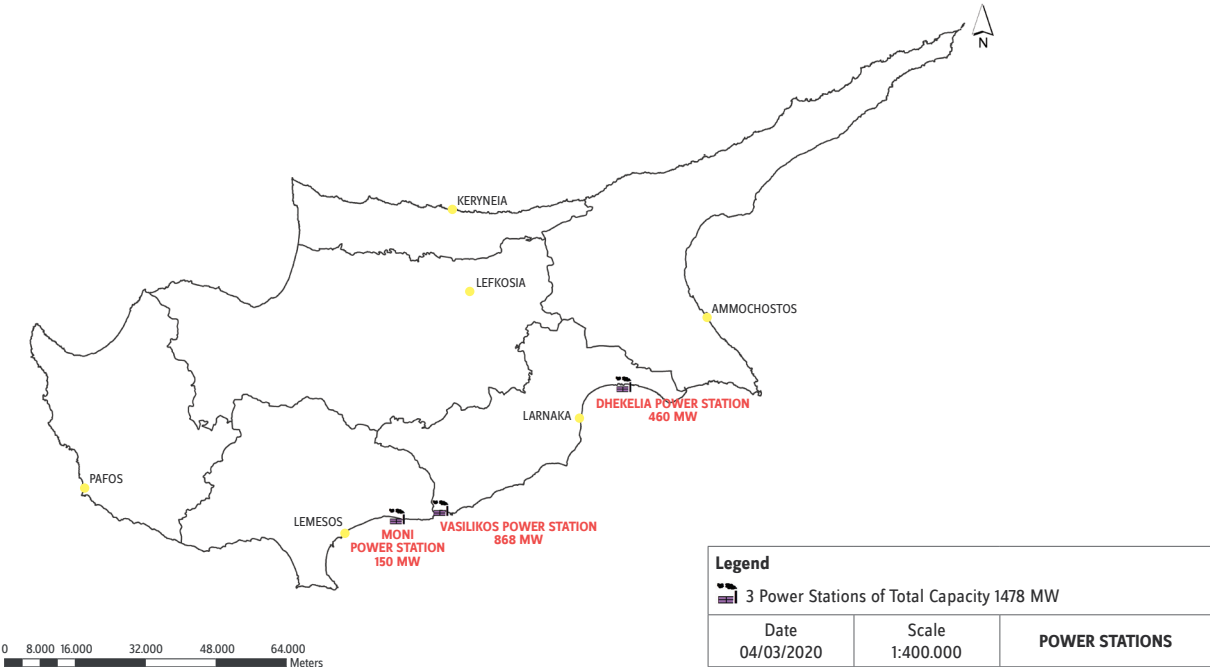 N
KERYNEIA
LEFKOSIA
AMMOCHOSTOS
DHEKELIA POWER STATION
460 MW
LARNAKA
PAFOS
LEMESOS
MONI
POWER STATION
150 MW
VASILIKOS POWER STATION
868 MW
Legend
3 Power Stations of Total Capacity 1478 MW
Date
04/03/2020
Scale
1:400.000
POWER STATIONS
0 8.000 16.000 32.000 48.000 64.000
Meters